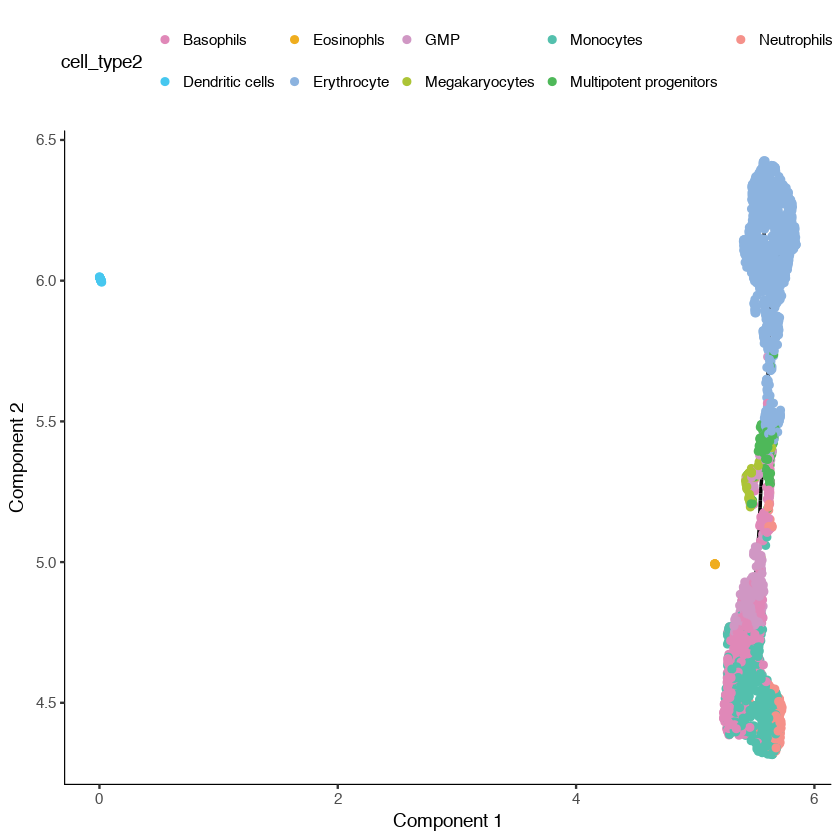 cell_type2
Basophils Eosinophls GMP Monocytes Neutrophils
Dendritic cells Erythrocyte Megakaryocytes Multipotent progenitors
6.5
6.0
5.5
5.0
4.5
Component 2
0 2 4 6
Component 1